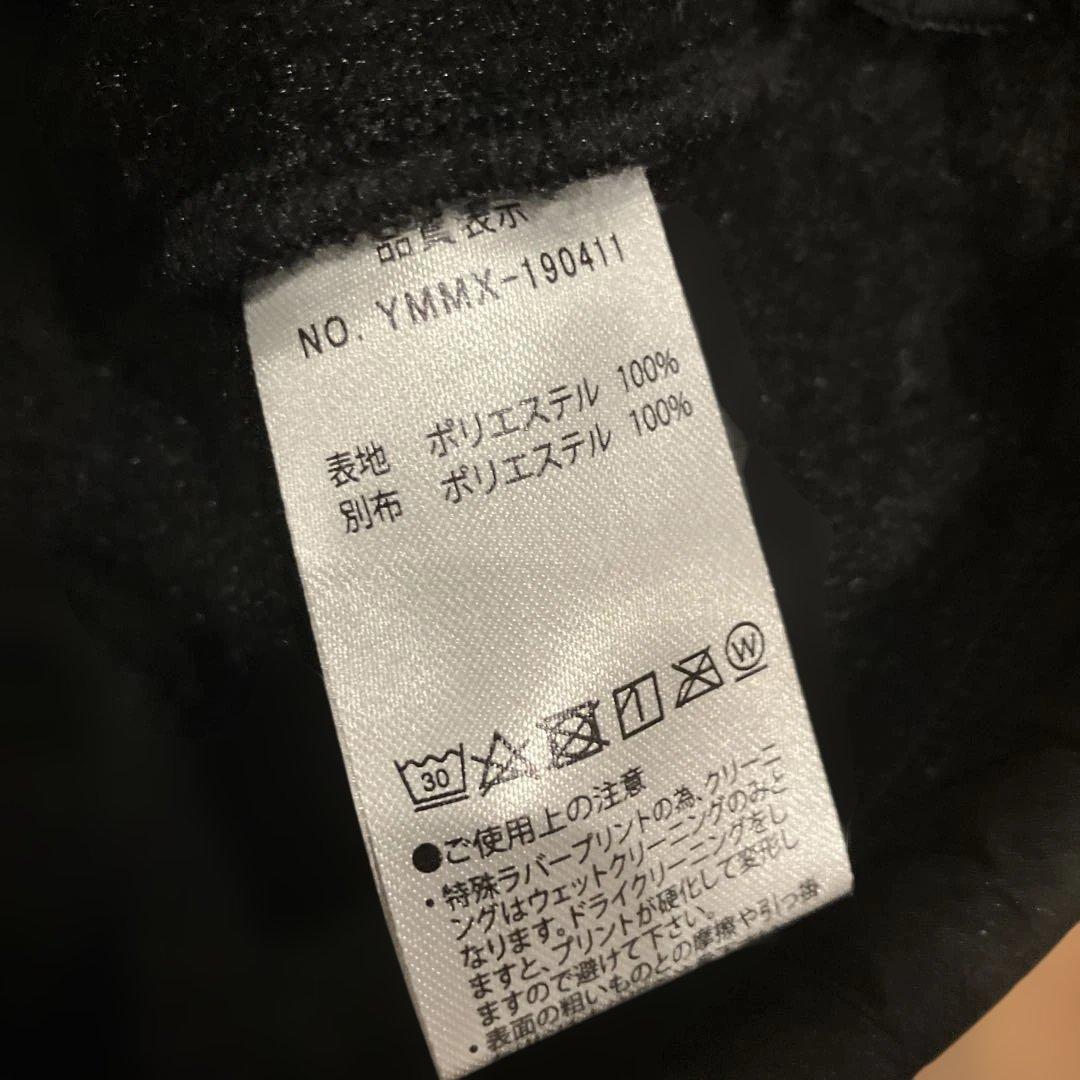 品質表示
NO. YMMX-190411
表地 ポリエステル 100%
別布 ポリエステル 100%
30 W
●ご使用上の注意
・特殊ラバープリントの為、クリーニ
ングはウェットクリーニングのみと
なります。ドライクリーニングをし
ますと、プリントが硬化して変形し
ますので避けて下さい。
・表面の粗いものとの摩擦や引っ掛